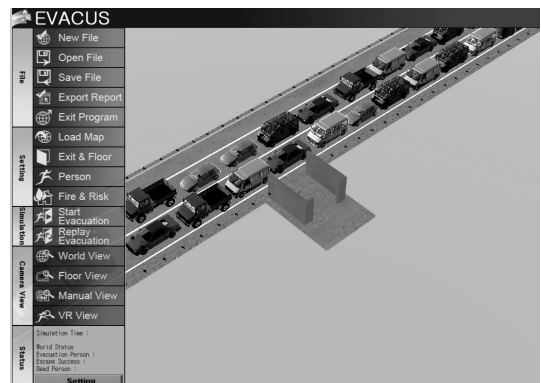 EVACUS
File
New File
Open File
Save File
Export Report
Exit Program
Setting
Load Map
Exit & Floor
Person
Fire & Risk
Simulation
Start
Evacuation
Replay
Evacuation
Camera View
World View
Floor View
Manual View
VR View
Status
Simulation Time :
World Status
Evacuation Person :
Escape Success :
Dead Person :
Setting